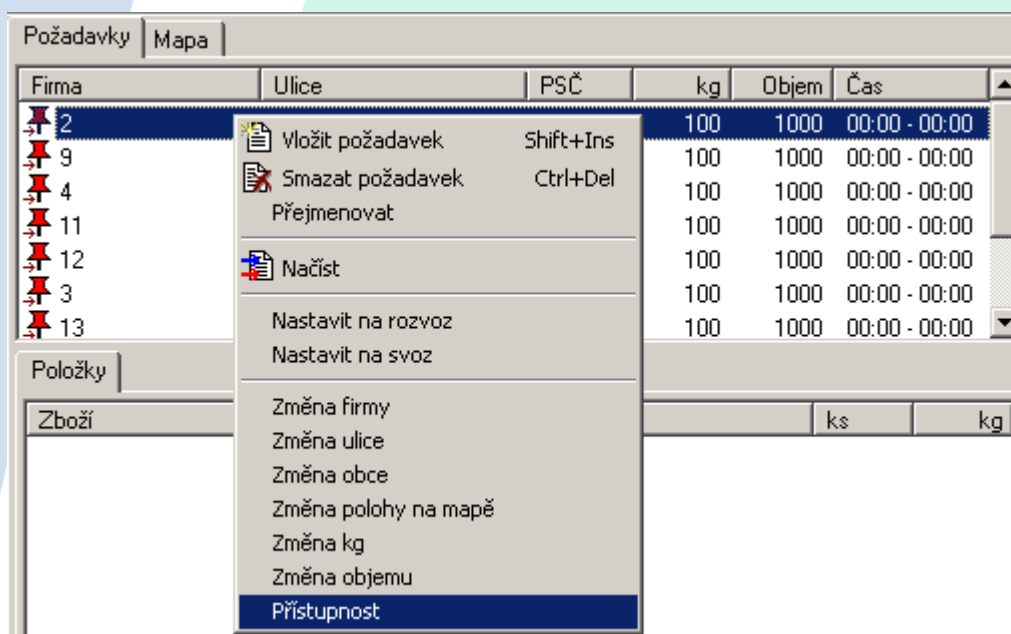 Požadavky Mapa
Firma Ulice PSČ kg Objem Čas
2 100 1000 00:00 - 00:00
9 100 1000 00:00 - 00:00
4 100 1000 00:00 - 00:00
11 100 1000 00:00 - 00:00
12 100 1000 00:00 - 00:00
3 100 1000 00:00 - 00:00
13 100 1000 00:00 - 00:00
Vložit požadavek Shift+Ins
Smazat požadavek Ctrl+Del
Přejmenovat
Načíst
Nastavit na rozvoz
Nastavit na svoz
Změna firmy
Změna ulice
Změna obce
Změna polohy na mapě
Změna kg
Změna objemu
Přístupnost
Položky
Zboží ks kg